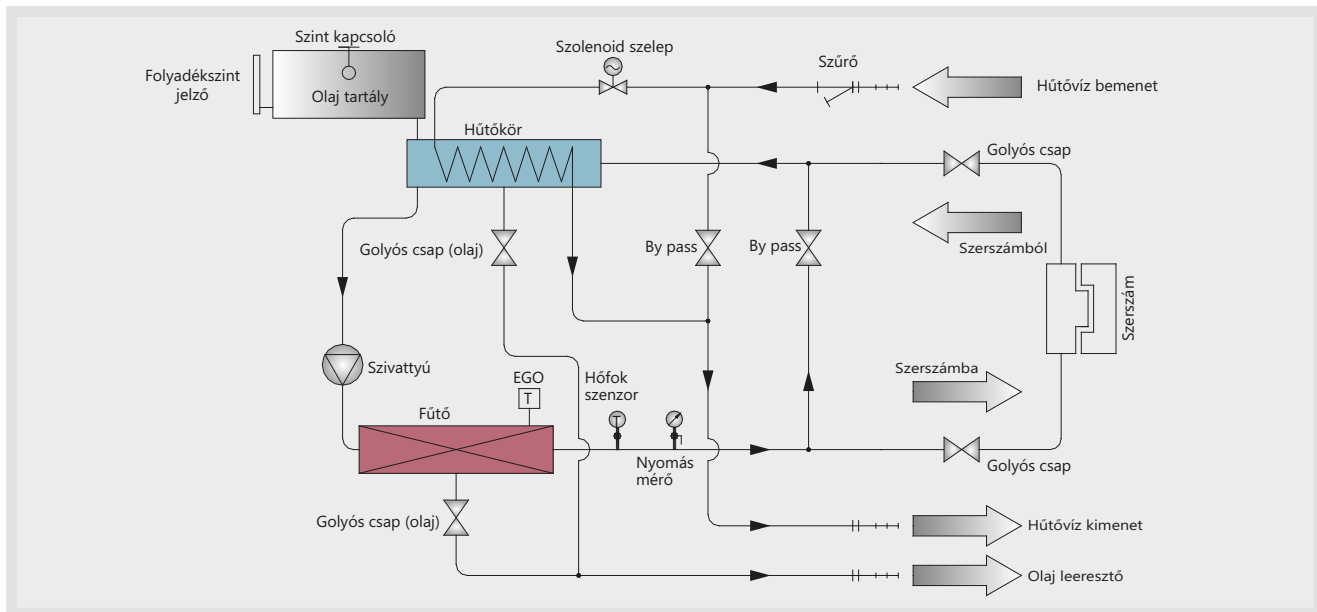 Szint kapcsoló
Folyadékszint
jelző
Olaj tartály
Szolenoid szelep
Szűrő
Hűtővíz bemenet
Hűtőkör
Golyós csap
Golyós csap (olaj)
By pass
By pass
Szerszámból
Szerszám
Szivattyú
EGO
T
Hőfok
szenzor
T
Szerszámba
Fűtő
Nyomás
mérő
Golyós csap
Golyós csap (olaj)
Hűtővíz kimenet
Olaj leeresztő